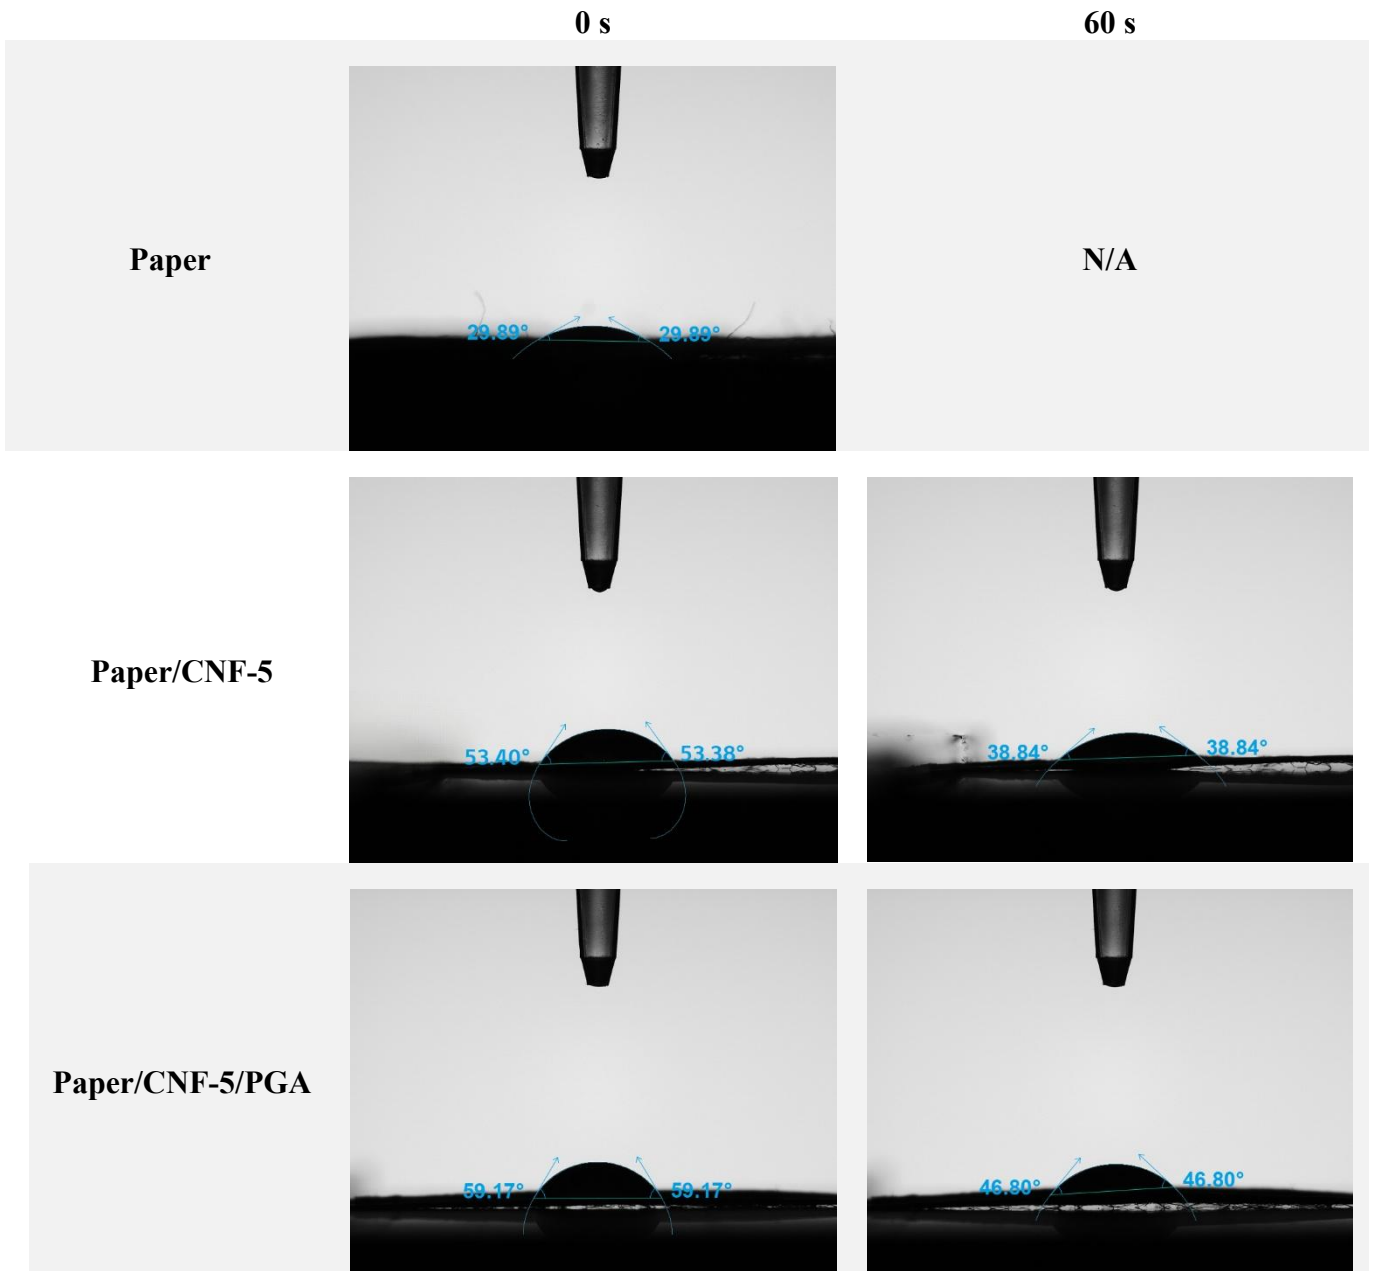 0 s 60 s
Paper 29.89° 29.89° N/A
Paper/CNF-5 53.40° 53.38° 38.84° 38.84°
Paper/CNF-5/PGA 59.17° 59.17° 46.80° 46.80°